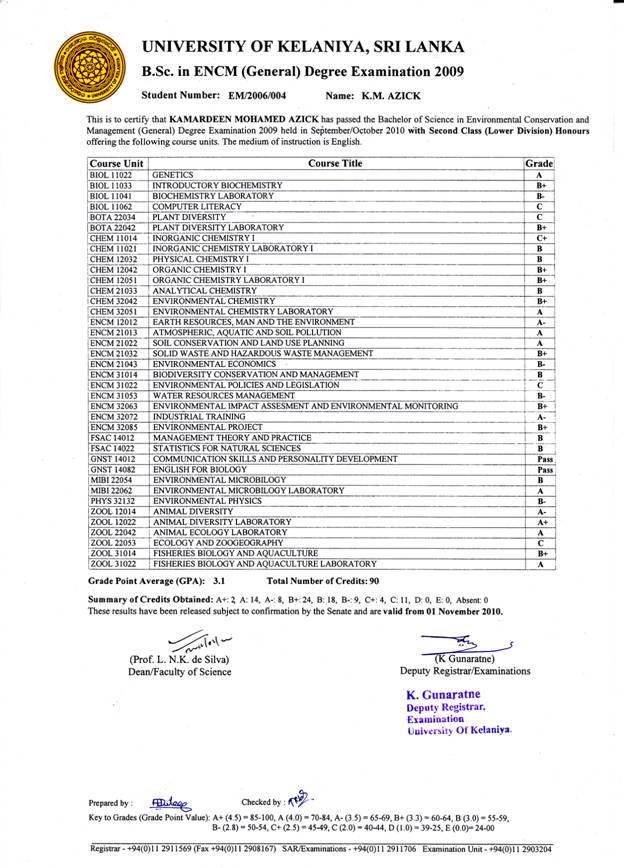 UNIVERSITY OF KELANIYA, SRI LANKA
B.Sc. in ENCM (General) Degree Examination 2009
Student Number: EM/2006/004 Name: K.M. AZICK
This is to certify that KAMARDEEN MOHAMED AZICK has passed the Bachelor of Science in Environmental Conservation and
Management (General) Degree Examination 2009 held in September/October 2010 with Second Class (Lower Division) Honours
offering the following course units. The medium of instruction is English.
Course Unit Course Title Grade
BIOL 11022 GENETICS A
BIOL 11033 INTRODUCTORY BIOCHEMISTRY B+
BIOL 11041 BIOCHEMISTRY LABORATORY B-
BIOL 11062 COMPUTER LITERACY C
BOTA 22034 PLANT DIVERSITY C
BOTA 22042 PLANT DIVERSITY LABORATORY B+
CHEM 11014 INORGANIC CHEMISTRY I C+
CHEM 11021 INORGANIC CHEMISTRY LABORATORY I B
CHEM 12032 PHYSICAL CHEMISTRY I B
CHEM 12042 ORGANIC CHEMISTRY I B+
CHEM 12051 ORGANIC CHEMISTRY LABORATORY I B+
CHEM 21033 ANALYTICAL CHEMISTRY B
CHEM 32042 ENVIRONMENTAL CHEMISTRY B+
CHEM 32051 ENVIRONMENTAL CHEMISTRY LABORATORY A
ENCM 12012 EARTH RESOURCES, MAN AND THE ENVIRONMENT A-
ENCM 21013 ATMOSPHERIC, AQUATIC AND SOIL POLLUTION A
ENCM 21022 SOIL CONSERVATION AND LAND USE PLANNING A
ENCM 21032 SOLID WASTE AND HAZARDOUS WASTE MANAGEMENT B+
ENCM 21043 ENVIRONMENTAL ECONOMICS B-
ENCM 31014 BIODIVERSITY CONSERVATION AND MANAGEMENT B
ENCM 31022 ENVIRONMENTAL POLICIES AND LEGISLATION C
ENCM 31053 WATER RESOURCES MANAGEMENT B-
ENCM 32063 ENVIRONMENTAL IMPACT ASSESMENT AND ENVIRONMENTAL MONITORING B+
ENCM 32072 INDUSTRIAL TRAINING A-
ENCM 32085 ENVIRONMENTAL PROJECT B+
FSAC 14012 MANAGEMENT THEORY AND PRACTICE B
FSAC 14022 STATISTICS FOR NATURAL SCIENCES B
GNST 14012 COMMUNICATION SKILLS AND PERSONALITY DEVELOPMENT Pass
GNST 14082 ENGLISH FOR BIOLOGY Pass
MIBI 22054 ENVIRONMENTAL MICROBILOGY B
MIBI 22062 ENVIRONMENTAL MICROBILOGY LABORATORY A
PHYS 32132 ENVIRONMENTAL PHYSICS B-
ZOOL 12014 ANIMAL DIVERSITY A-
ZOOL 12022 ANIMAL DIVERSITY LABORATORY A+
ZOOL 22042 ANIMAL ECOLOGY LABORATORY A
ZOOL 22053 ECOLOGY AND ZOOGEOGRAPHY C
ZOOL 31014 FISHERIES BIOLOGY AND AQUACULTURE B+
ZOOL 31022 FISHERIES BIOLOGY AND AQUACULTURE LABORATORY A
Grade Point Average (GPA): 3.1 Total Number of Credits: 90
Summary of Credits Obtained: A+: 2, A: 14, A-: 8, B+: 24, B: 18, B-: 9, C+: 4, C: 11, D: 0, E: 0, Absent: 0
These results have been released subject to confirmation by the Senate and are valid from 01 November 2010.
(Prof. L. N.K. de Silva) (K Gunaratne)
Dean/Faculty of Science Deputy Registrar/Examinations
K. Gunaratne
Deputy Registrar,
Examination
University Of Kelaniya.
Prepared by : Checked by :
Key to Grades (Grade Point Value): A+ (4.5) = 85-100, A (4.0) = 70-84, A- (3.5) = 65-69, B+ (3.3) = 60-64, B (3.0) = 55-59,
B- (2.8) = 50-54, C+ (2.5) = 45-49, C (2.0) = 40-44, D (1.0) = 39-25, E (0.0)= 24-00
Registrar - +94(0)11 2911569 (Fax +94(0)11 2908167) SAR/Examinations - +94(0)11 2911706 Examination Unit - +94(0)11 2903204